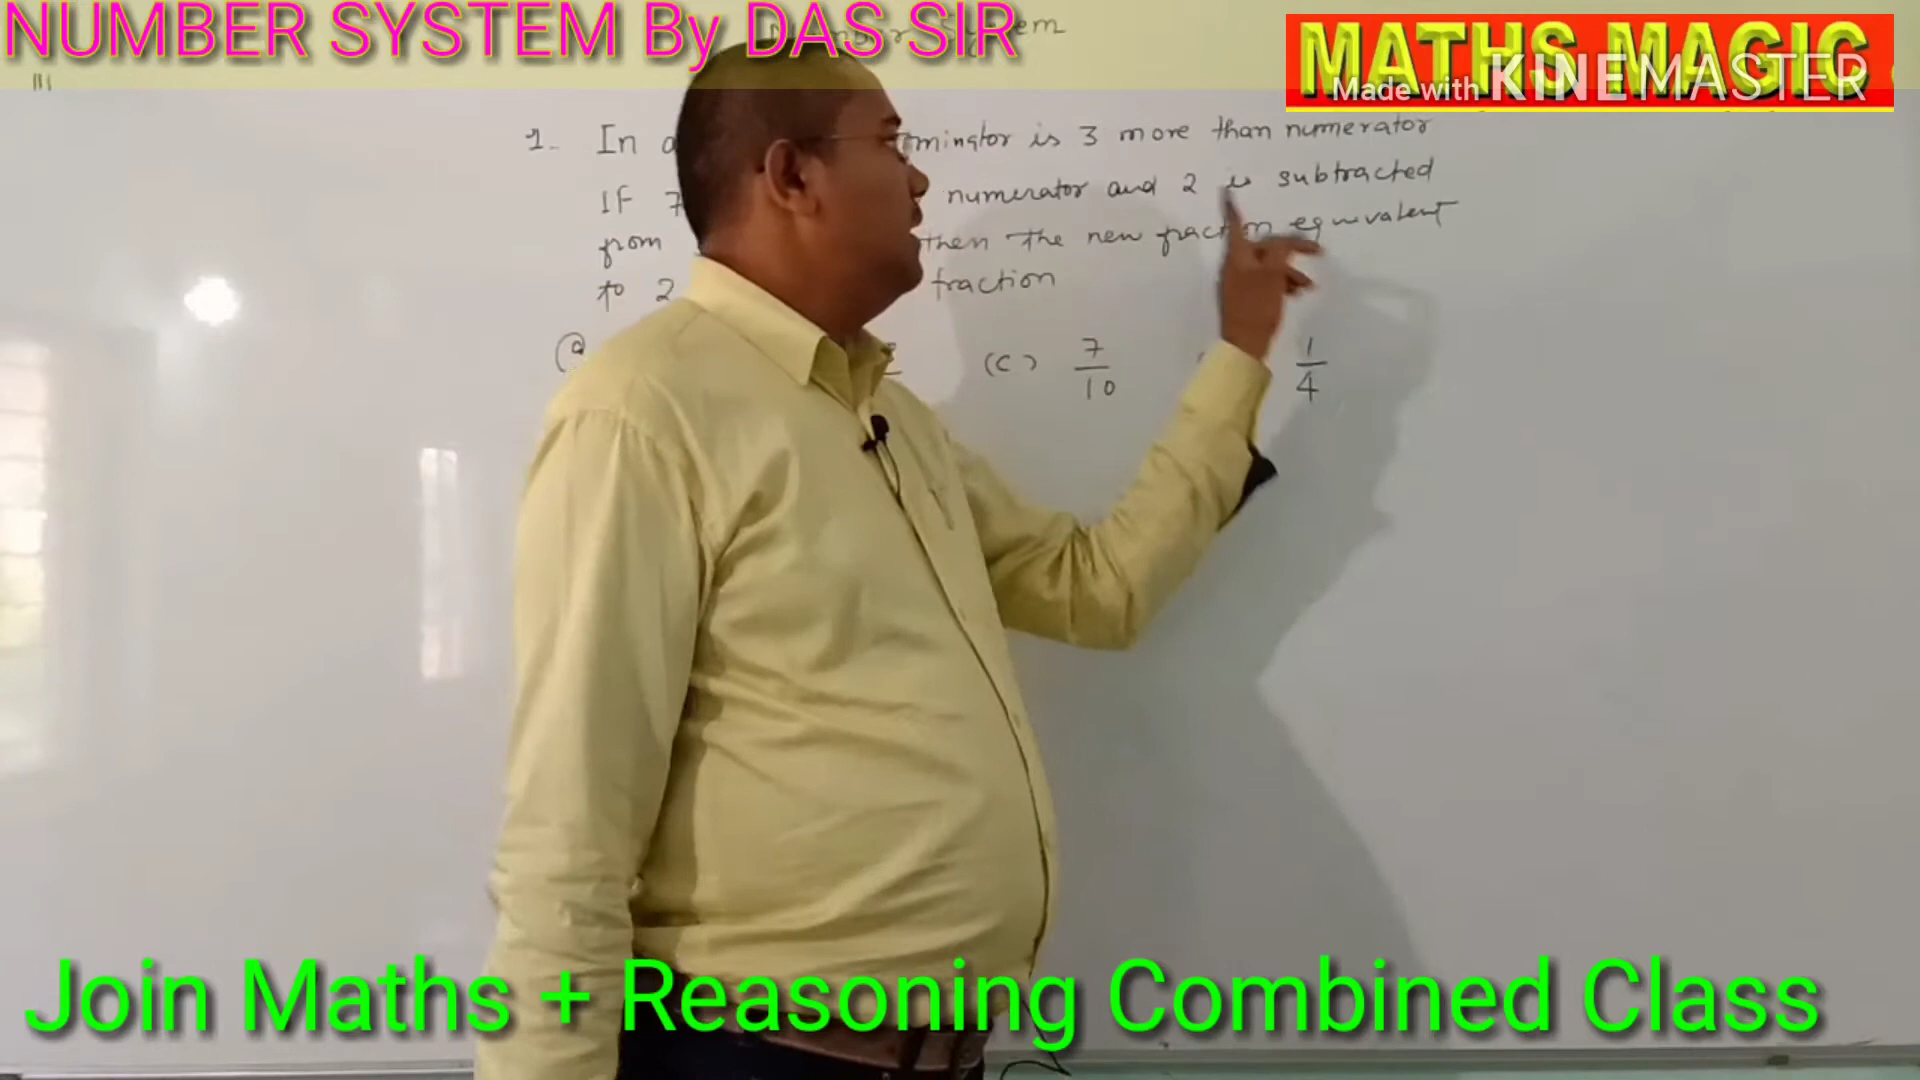 NUMBER SYSTEM By DAS SIR
MATHS MAGIC
Made with KINEMASTER
1. In a minator is 3 more than numerator
If 7 numerator and 2 is subtracted
from then the new fraction equivalent
to 2 fraction
(a (c) 7/10 1/4
Join Maths + Reasoning Combined Class